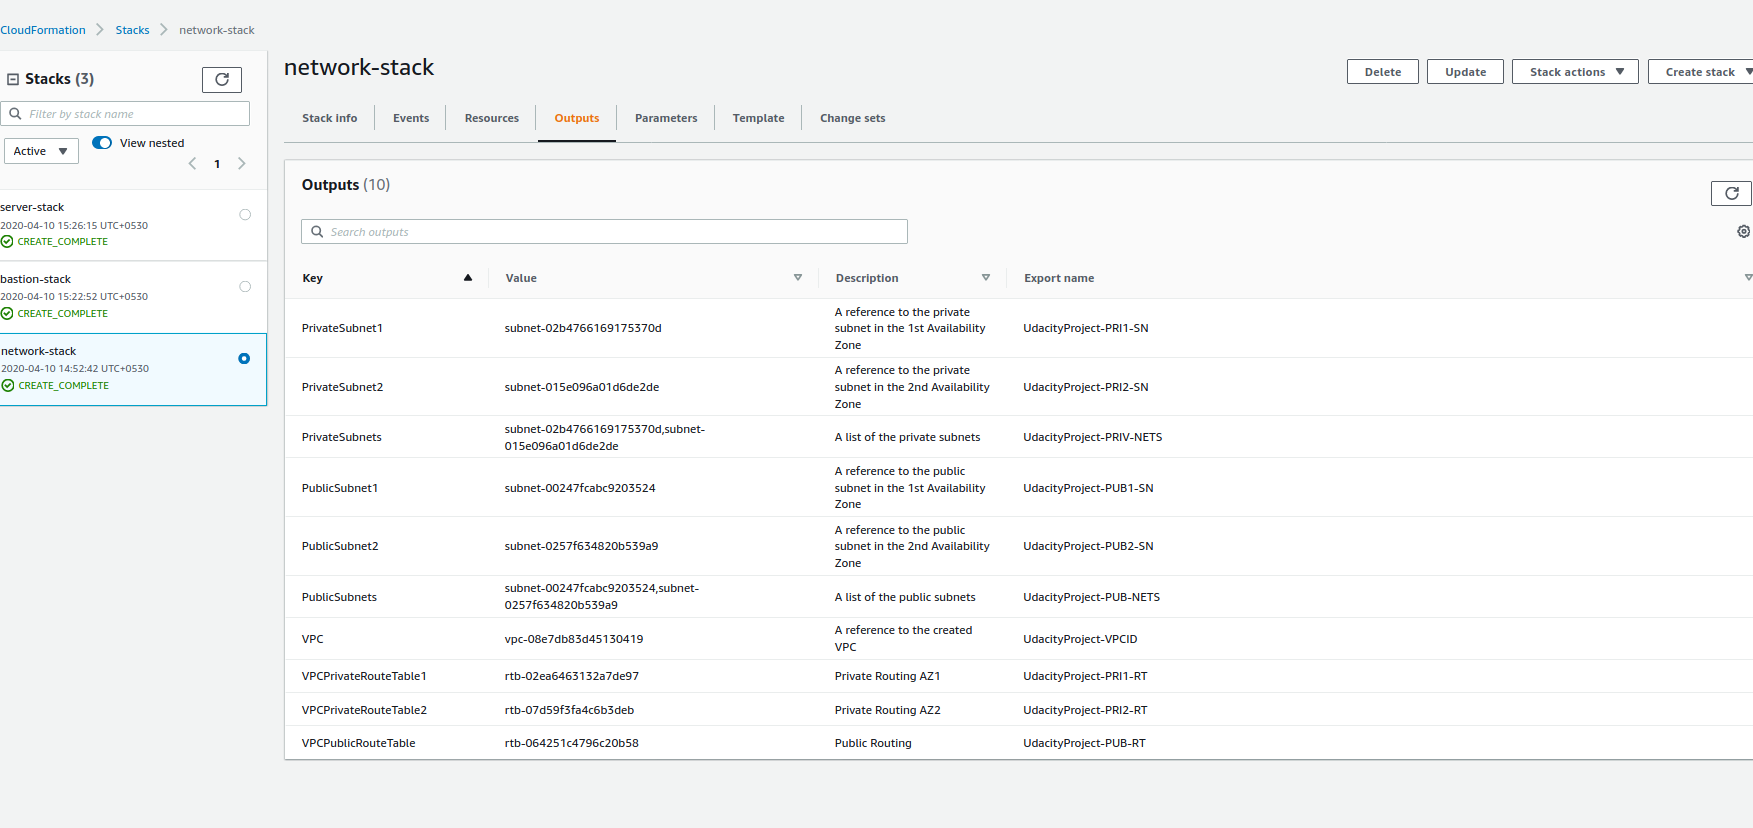 CloudFormation > Stacks > network-stack
Stacks (3)
Filter by stack name
Active
View nested
1
server-stack
2020-04-10 15:26:15 UTC+0530
CREATE_COMPLETE
bastion-stack
2020-04-10 15:22:52 UTC+0530
CREATE_COMPLETE
network-stack
2020-04-10 14:52:42 UTC+0530
CREATE_COMPLETE
network-stack
Delete Update Stack actions Create stack
Stack info Events Resources Outputs Parameters Template Change sets
Outputs (10)
Search outputs
Key Value Description Export name
PrivateSubnet1 subnet-02b4766169175370d A reference to the private
subnet in the 1st Availability
Zone UdacityProject-PRI1-SN
PrivateSubnet2 subnet-015e096a01d6de2de A reference to the private
subnet in the 2nd Availability
Zone UdacityProject-PRI2-SN
PrivateSubnets subnet-02b4766169175370d,subnet-
015e096a01d6de2de A list of the private subnets UdacityProject-PRIV-NETS
PublicSubnet1 subnet-00247fcabc9203524 A reference to the public
subnet in the 1st Availability
Zone UdacityProject-PUB1-SN
PublicSubnet2 subnet-0257f634820b539a9 A reference to the public
subnet in the 2nd Availability
Zone UdacityProject-PUB2-SN
PublicSubnets subnet-00247fcabc9203524,subnet-
0257f634820b539a9 A list of the public subnets UdacityProject-PUB-NETS
VPC vpc-08e7db83d45130419 A reference to the created
VPC UdacityProject-VPCID
VPCPrivateRouteTable1 rtb-02ea6463132a7de97 Private Routing AZ1 UdacityProject-PRI1-RT
VPCPrivateRouteTable2 rtb-07d59f3fa4c6b3deb Private Routing AZ2 UdacityProject-PRI2-RT
VPCPublicRouteTable rtb-064251c4796c20b58 Public Routing UdacityProject-PUB-RT